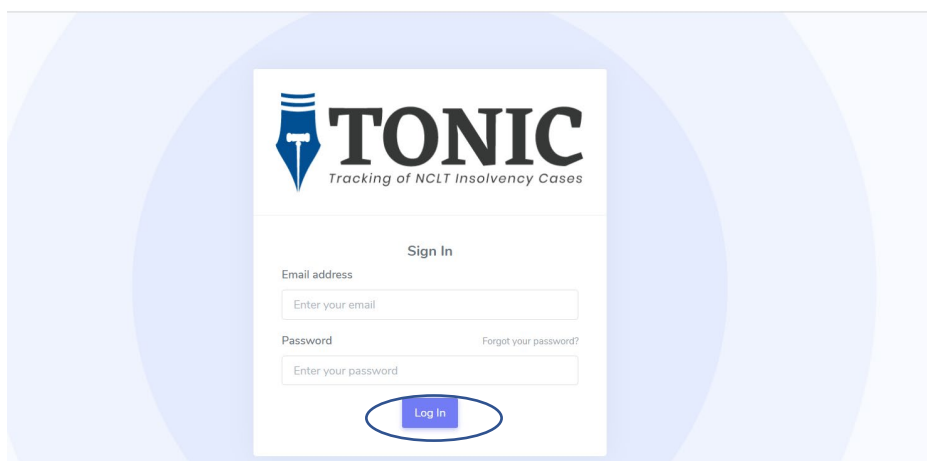 TONIC
Tracking of NCLT Insolvency Cases
Sign In
Email address
Enter your email
Password Forgot your password?
Enter your password
Log In